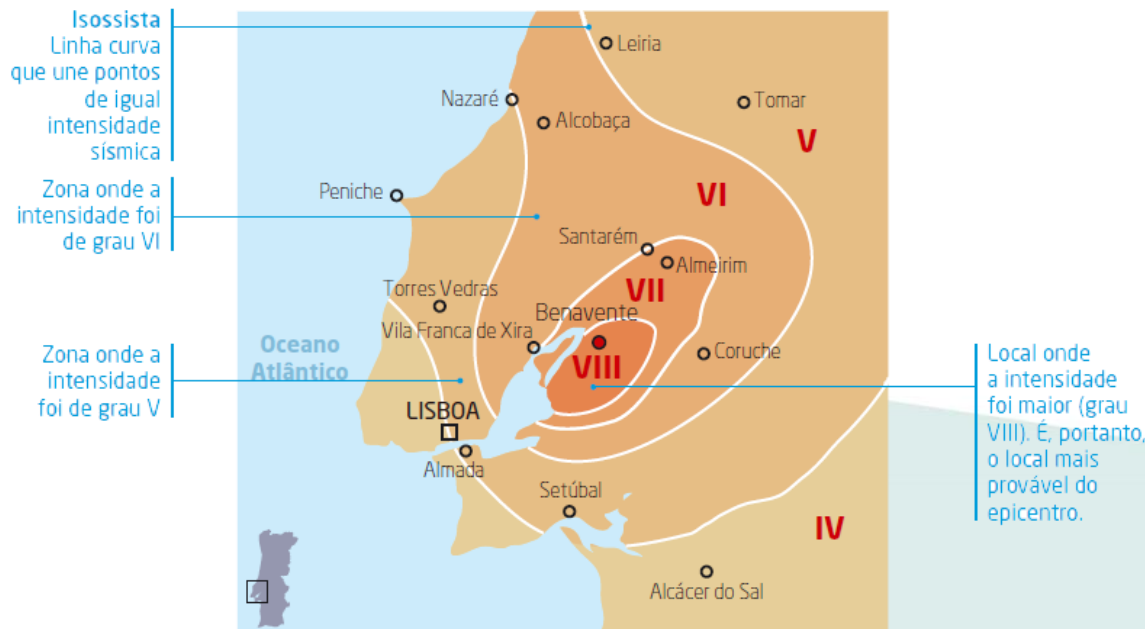 Isossista
Linha curva
que une pontos
de igual
intensidade
sísmica
Zona onde a
intensidade foi
de grau VI
Zona onde a
intensidade
foi de grau V
Leiria
Nazaré
Tomar
Alcobaça
V
Peniche
VI
Santarém
Almeirim
VII
Torres Vedras
Benavente
Vila Franca de Xira
Oceano
Atlântico
VIII
Coruche
LISBOA
Almada
Setúbal
IV
Alcácer do Sal
Local onde
a intensidade
foi maior (grau
VIII). É, portanto,
o local mais
provável do
epicentro.